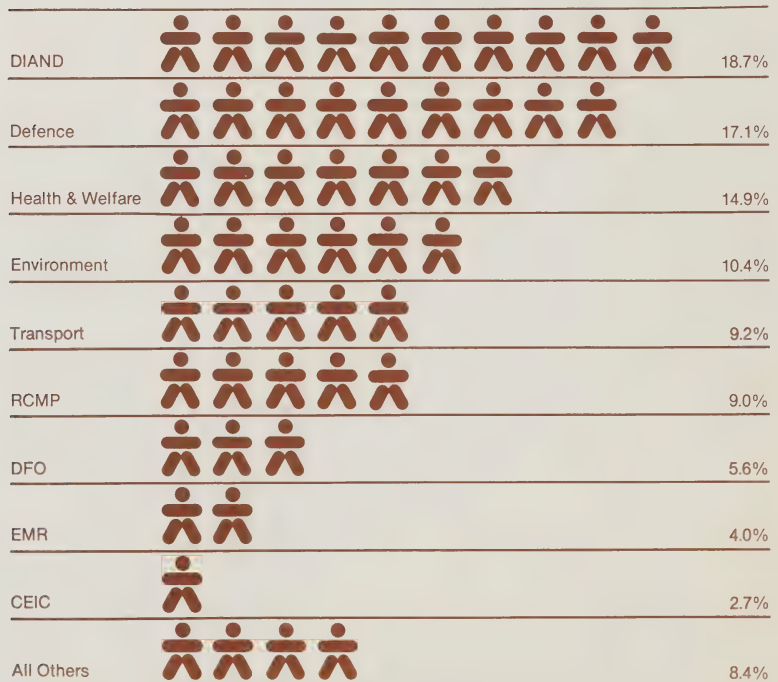 DIAND 18.7%
Defence 17.1%
Health & Welfare 14.9%
Environment 10.4%
Transport 9.2%
RCMP 9.0%
DFO 5.6%
EMR 4.0%
CEIC 2.7%
All Others 8.4%